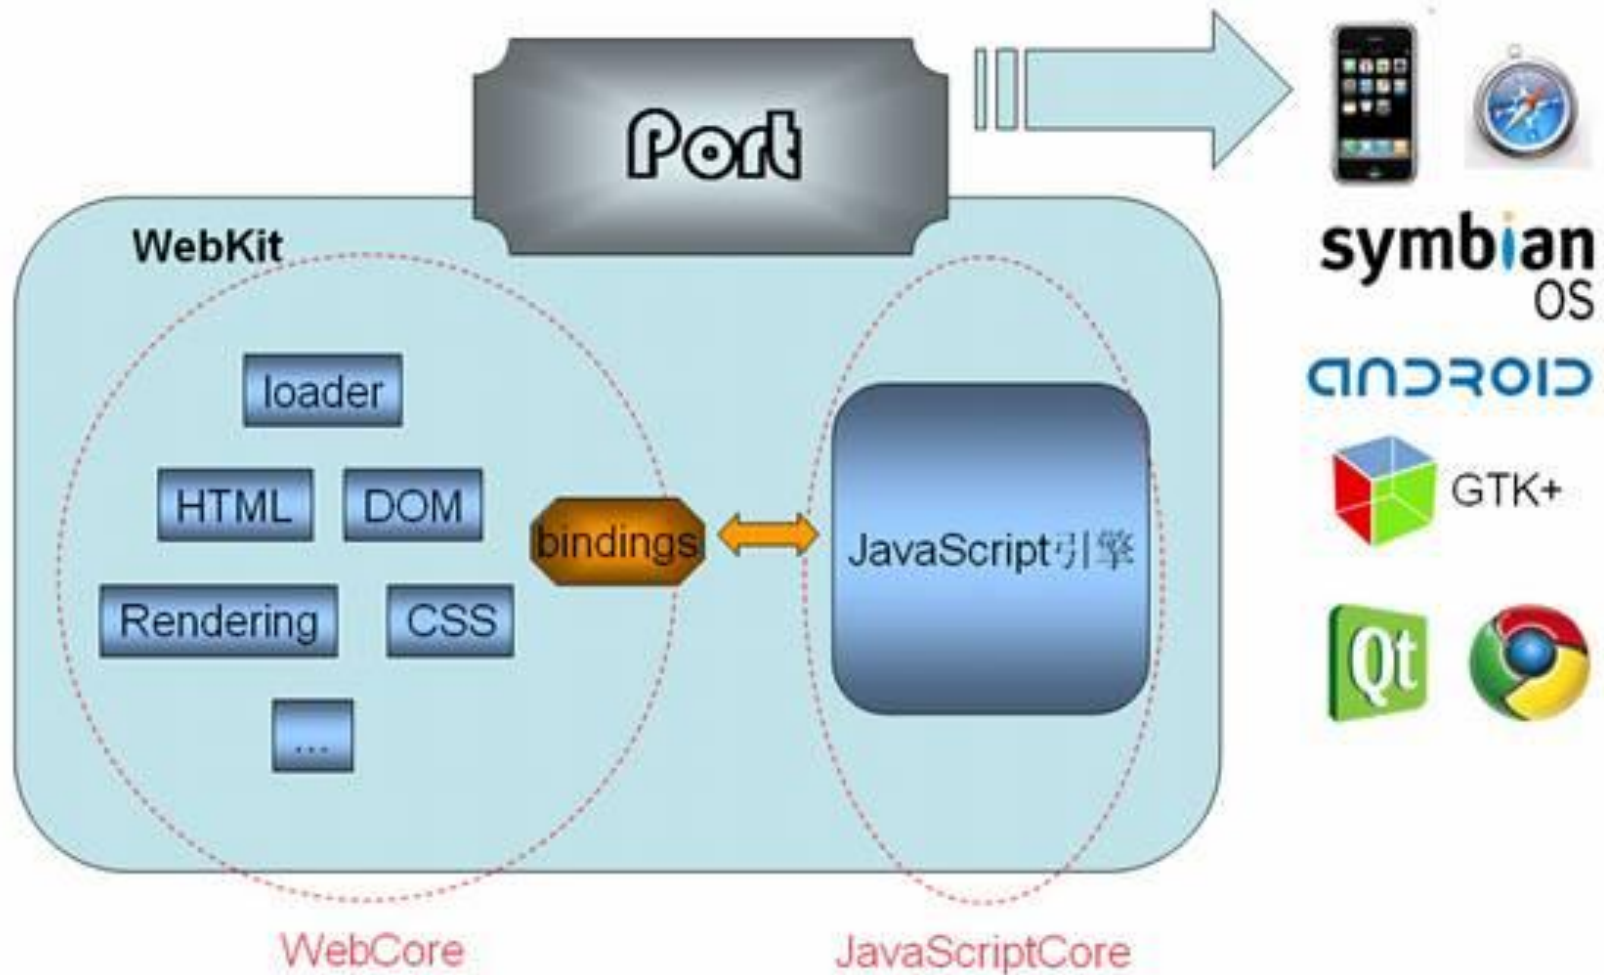 Port
WebKit
loader
HTML
DOM
bindings
Rendering
CSS
...
JavaScript引擎
WebCore
JavaScriptCore
symbian
OS
ANDROID
GTK+
Qt